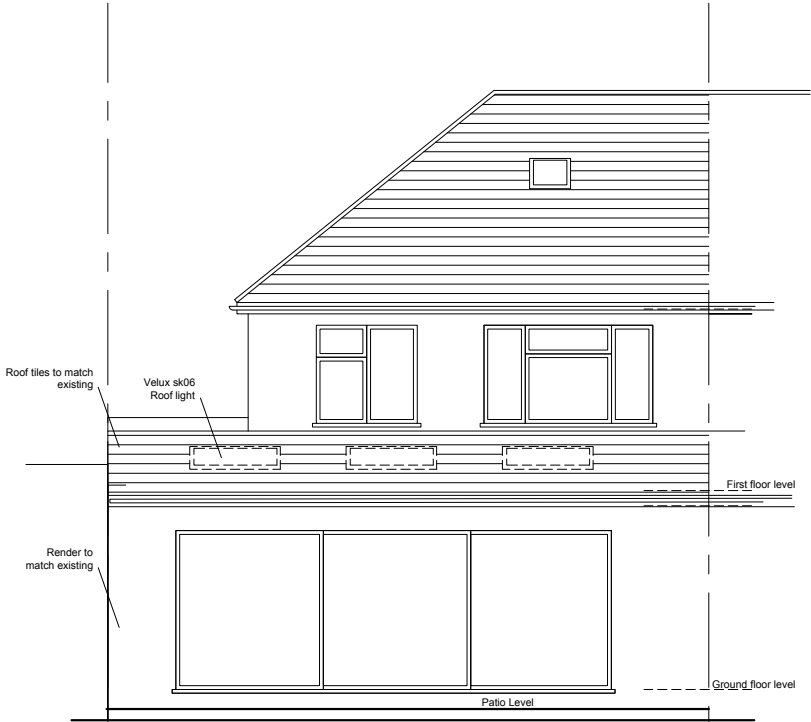 Roof tiles to match
existing
Velux sk06
Roof light
First floor level
Render to
match existing
Ground floor level
Patio Level